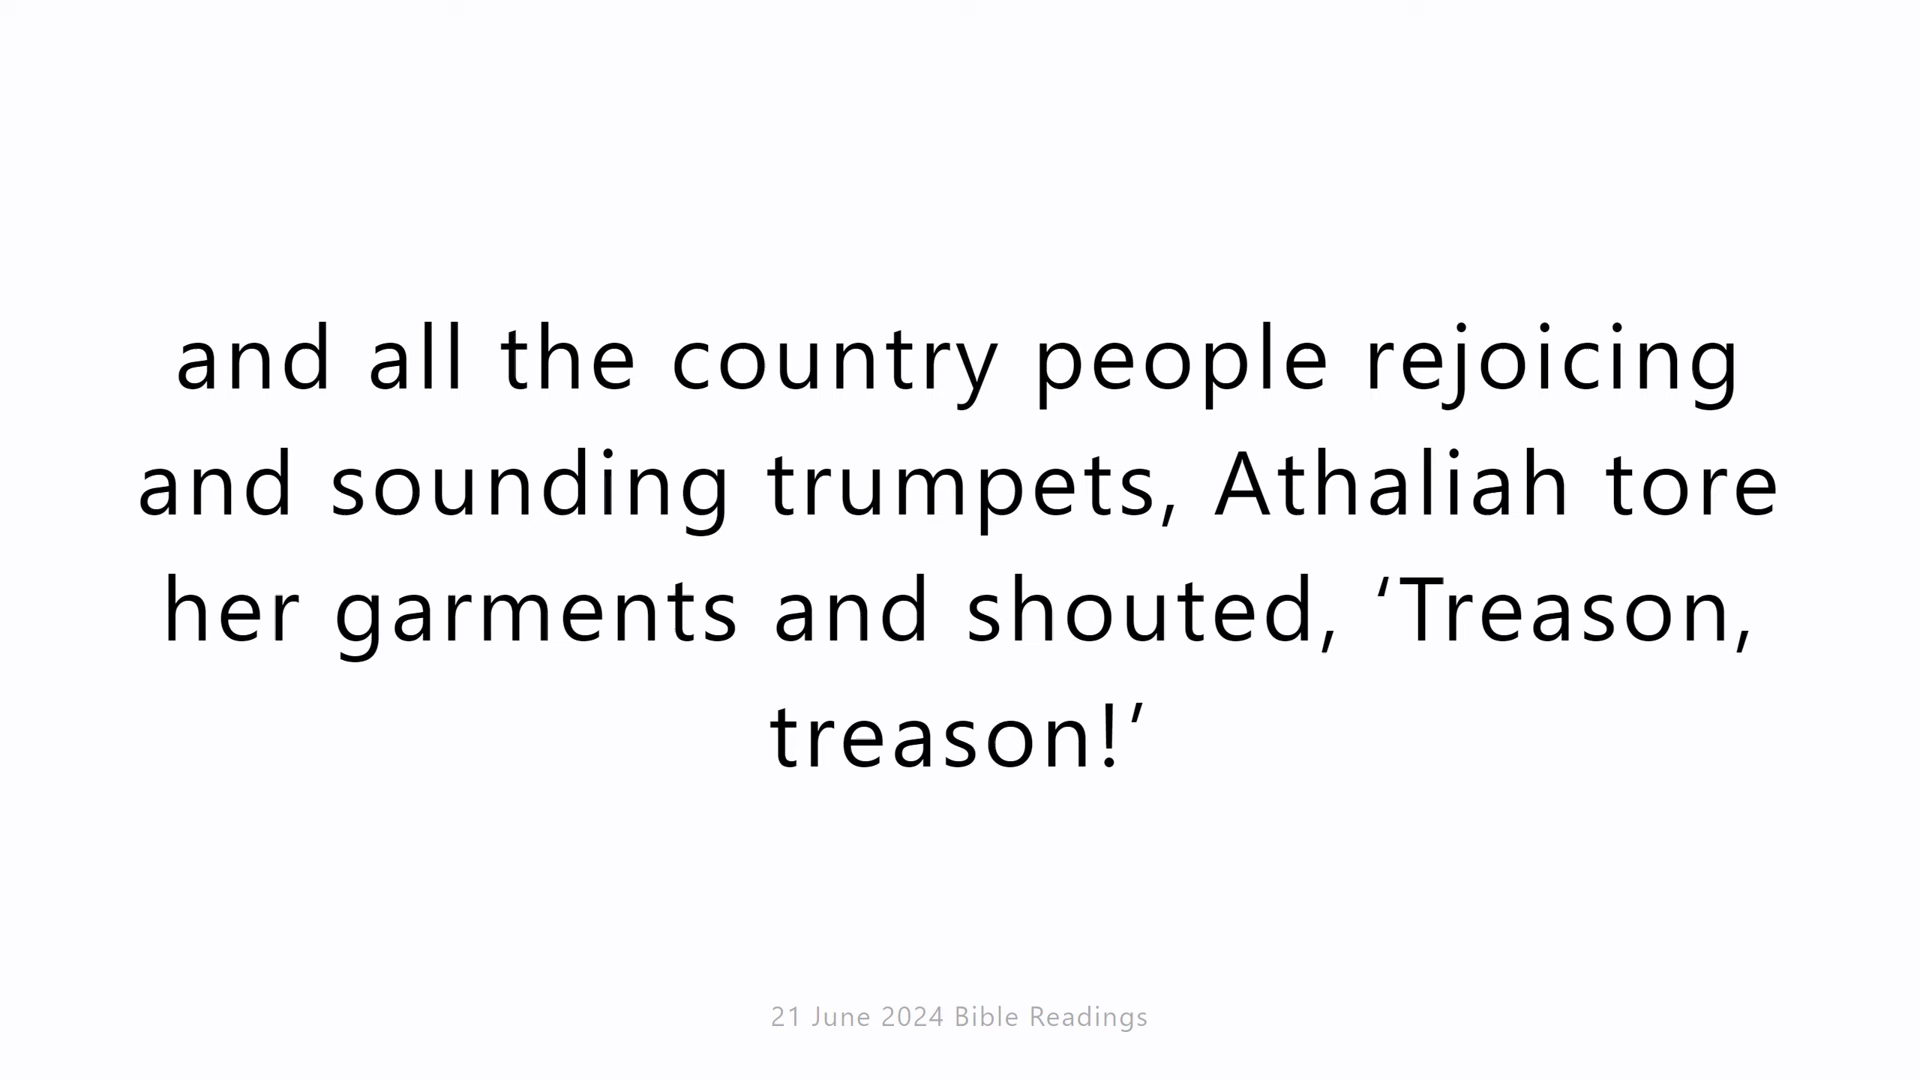 and all the country people rejoicing
and sounding trumpets, Athaliah tore
her garments and shouted, ‘Treason,
treason!’
21 June 2024 Bible Readings